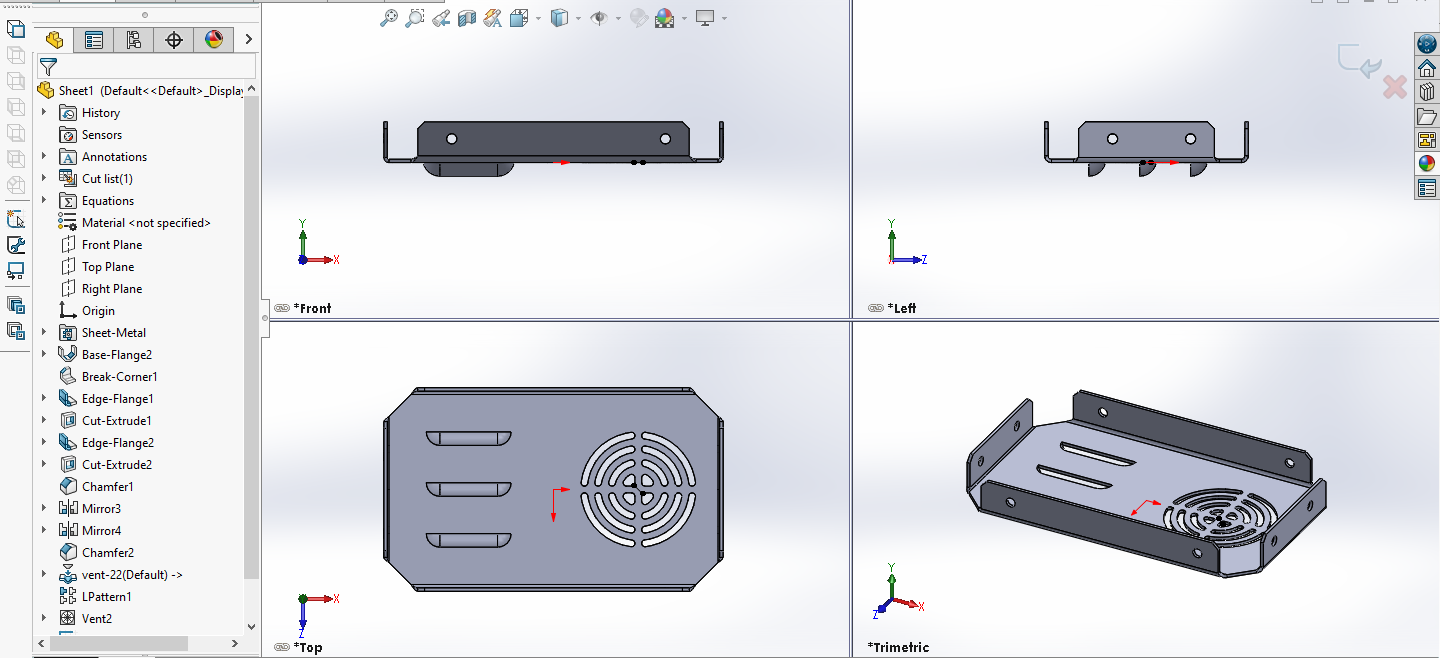 Sheet1 (Default<<Default>_Display
History
Sensors
Annotations
Cut list(1)
Equations
Material <not specified>
Front Plane
Top Plane
Right Plane
Origin
Sheet-Metal
Base-Flange2
Break-Corner1
Edge-Flange1
Cut-Extrude1
Edge-Flange2
Cut-Extrude2
Chamfer1
Mirror3
Mirror4
Chamfer2
vent-22(Default) ->
LPattern1
Vent2
Y
X
*Front
Y
X
Z
*Left
X
Z
*Top
Y
X
Z
*Trimetric